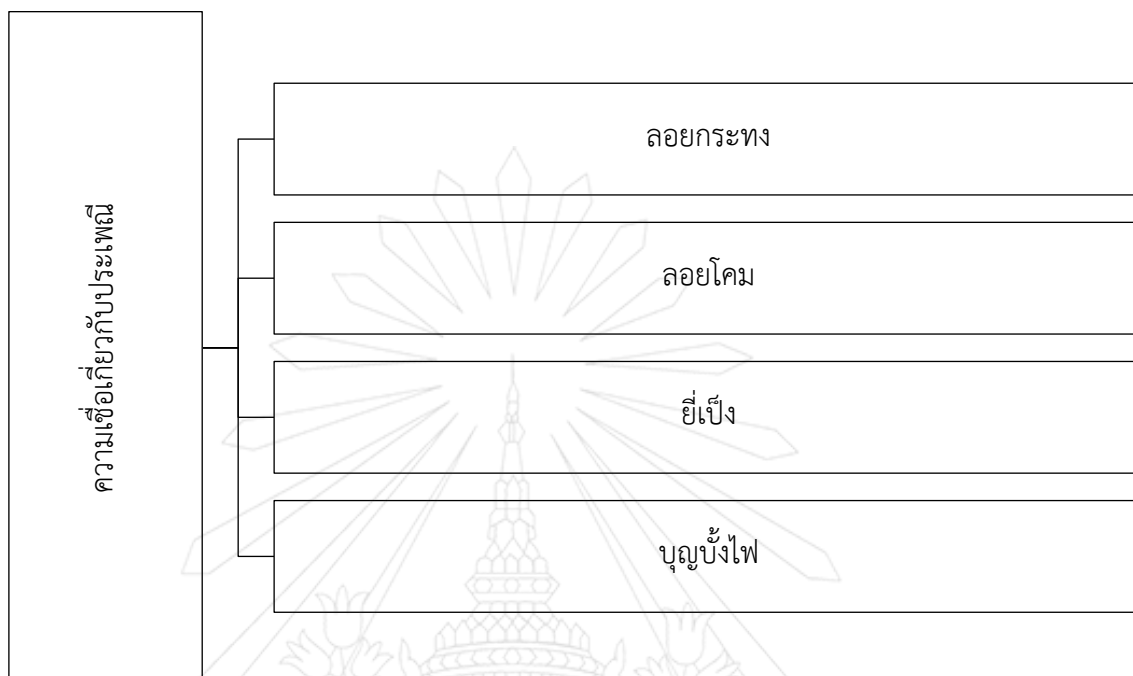 ความเชื่อเกี่ยวกับประเพณี
ลอยกระทง
ลอยโคม
ยี่เป็ง
บุญบั้งไฟ